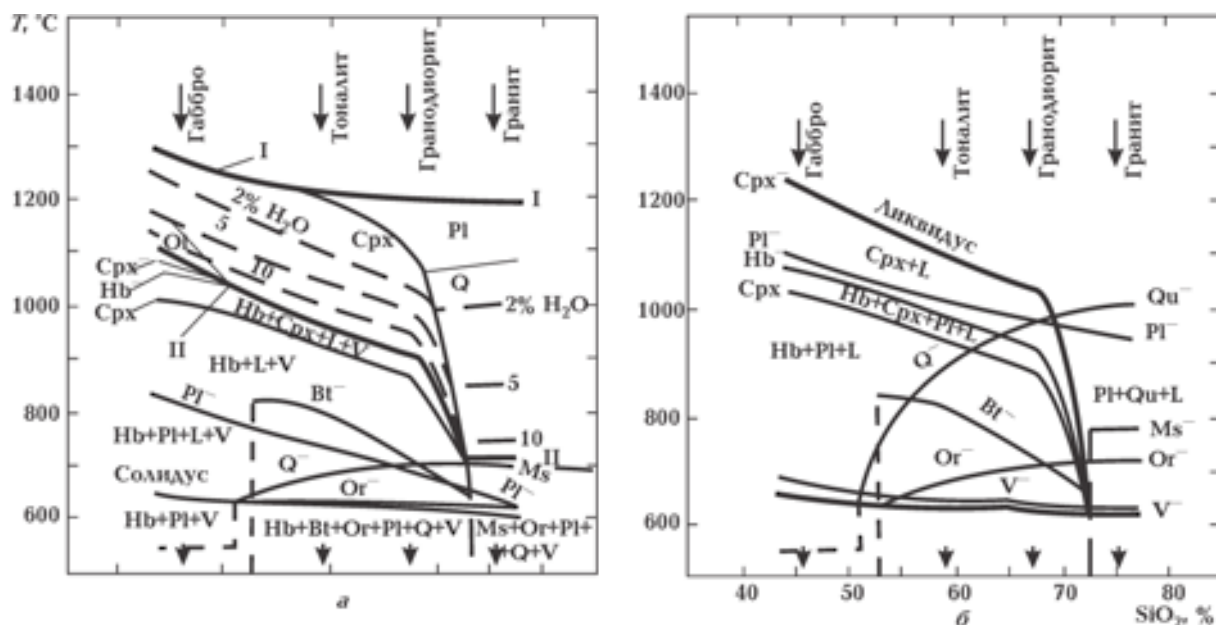 T, °C
Габбро
Тоналит
Гранодиорит
Гранит
1400
1200
1000
800
600
I
I
2% H₂O
5
10
Ol
Cpx
Pl
Q
Cpx⁻
Hb
Cpx
II
Hb+Cpx+L+V
2% H₂O
Hb+L+V
5
Pl⁻
Bt⁻
10
II
Hb+Pl+L+V
Q⁻
Ms
Солидус
Or⁻
Pl⁻
Hb+Pl+V
Hb+Bt+Or+Pl+Q+V
Ms+Or+Pl+
+Q+V
а
Габбро
Тоналит
Гранодиорит
Гранит
1400
1200
1000
800
600
Cpx⁻
Ликвидус
Pl⁻
Hb⁻
Cpx
Cpx+L
Hb+Cpx+Pl+L
Qu⁻
Pl⁻
Hb+Pl+L
Q⁻
Pl+Qu+L
Bt⁻
Ms⁻
Or⁻
Or⁻
V⁻
V⁻
40
50
60
70
80
SiO₂, %
б